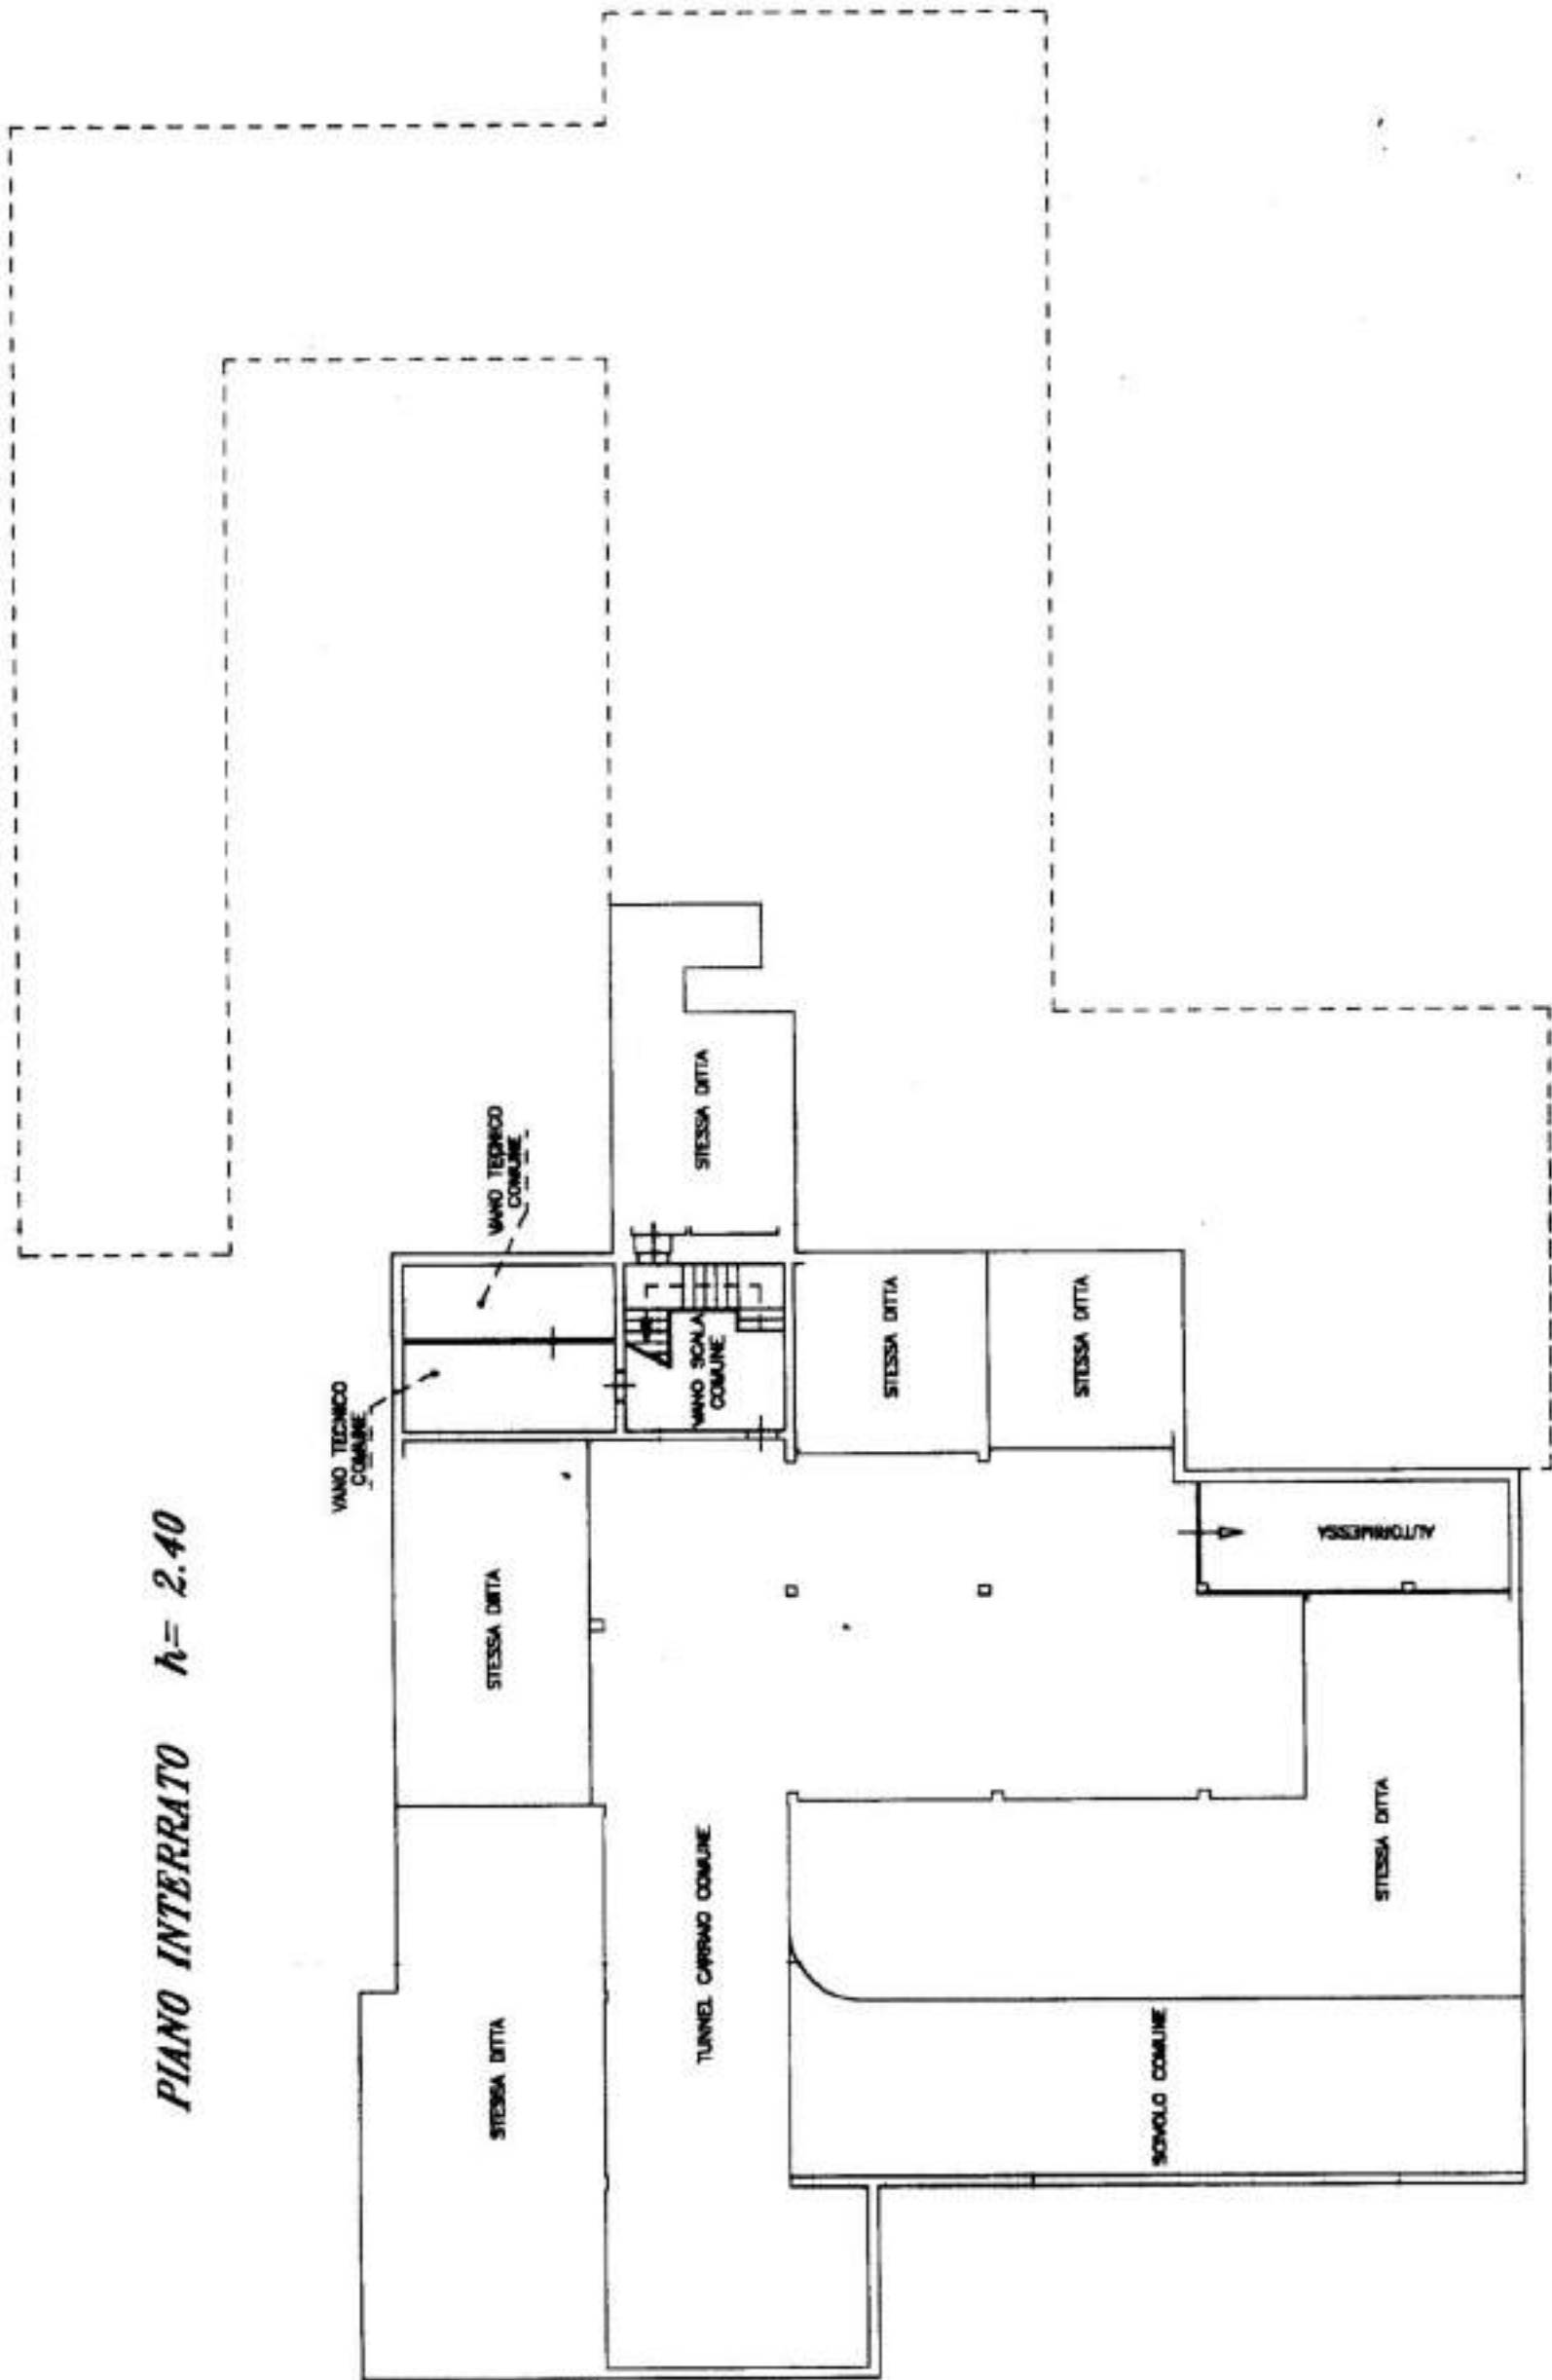 PIANO INTERRATO h= 2.40
VANO TECNICO
COMUNE
VANO TECNICO
COMUNE
STESSA DITTA
STESSA DITTA
STESSA DITTA
VANO SCALA
COMUNE
TUNNEL CARRAIO COMUNE
STESSA DITTA
STESSA DITTA
SCIVOLO COMUNE
STESSA DITTA
AUTORIMESSA